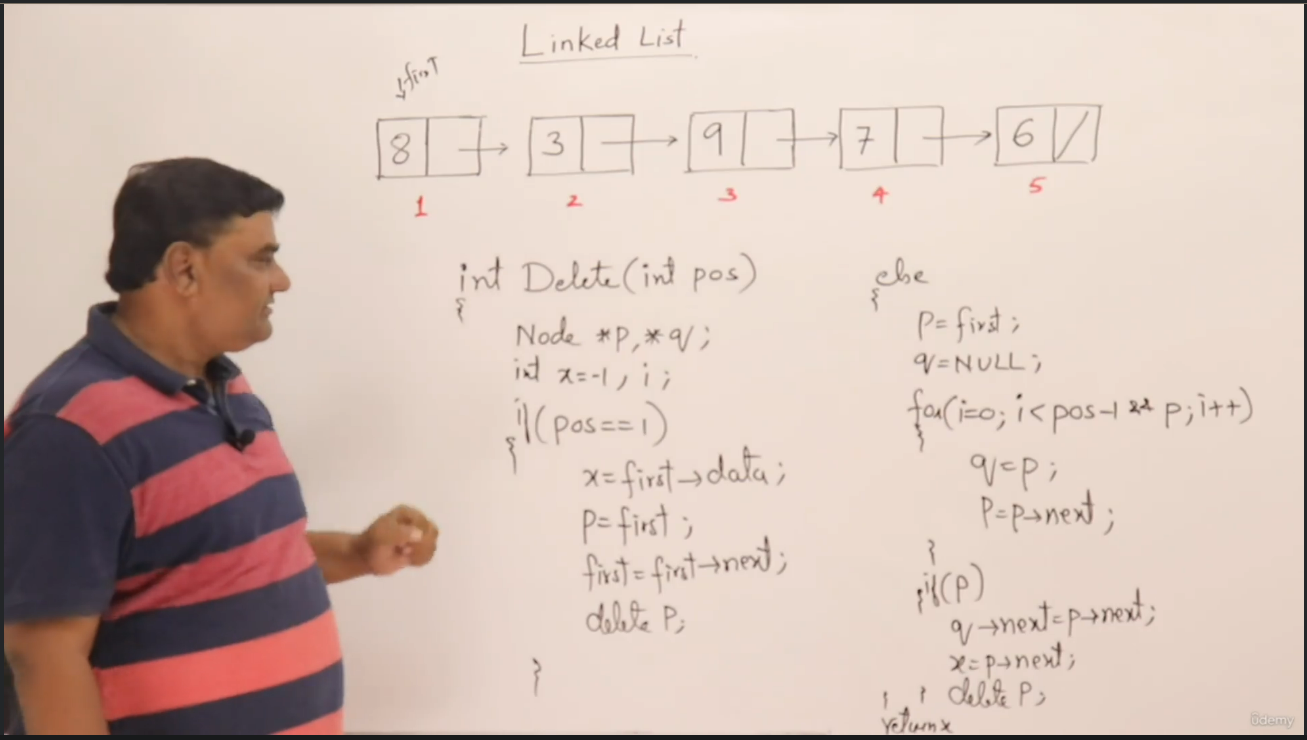 Linked List
first
8 3 9 7 6
1 2 3 4 5
int Delete(int pos)
{
Node *p,*q;
int x=-1, i;
if(pos==1)
{
x=first→data;
P=first;
first=first→next;
delete P;
}
else
{
P=first;
q=NULL;
for(i=0; i<pos-1 && p; i++)
{
q=p;
P=p→next;
}
if(P)
{
q→next=p→next;
x=p→next;
delete P;
} }
return x
ûdemy